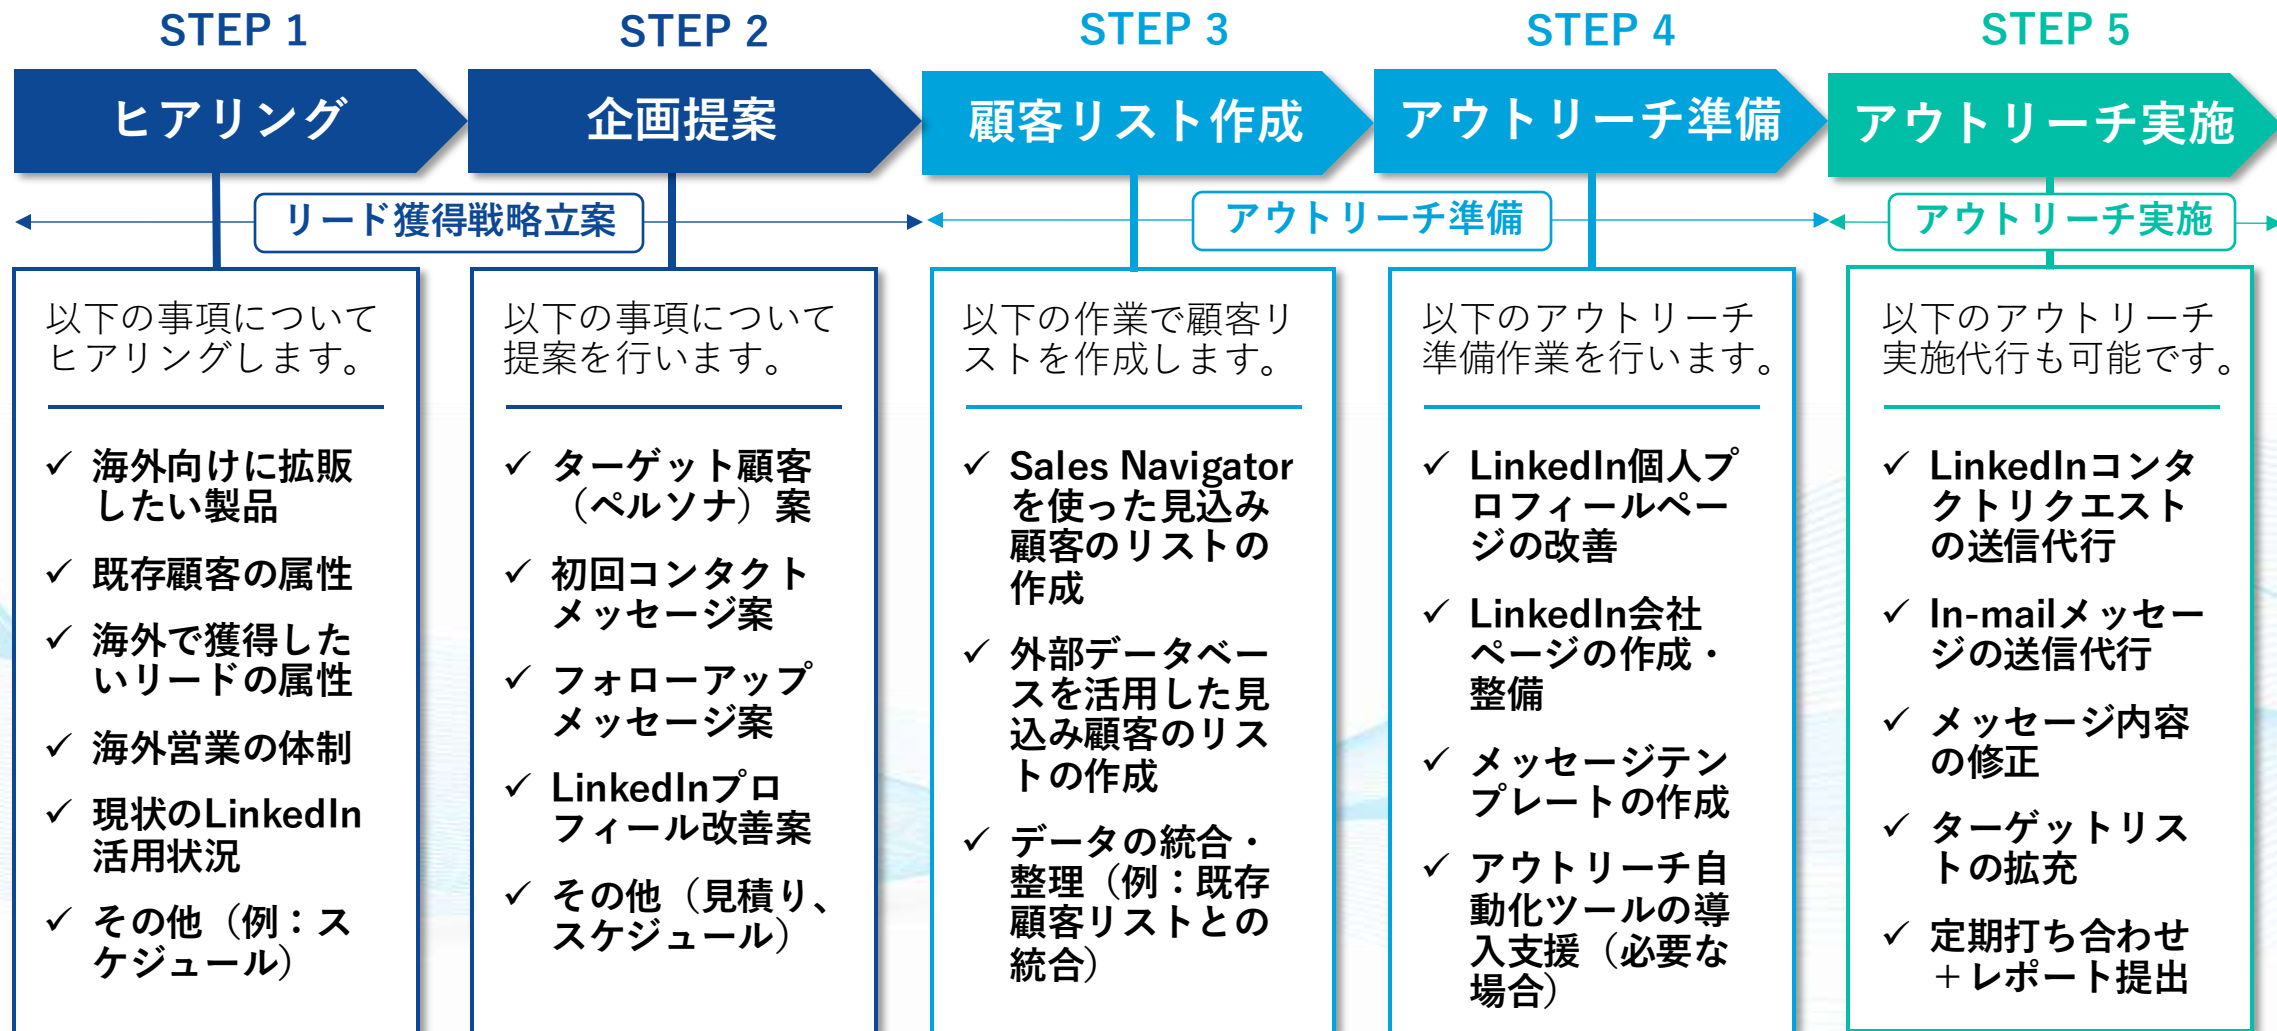 STEP 1
ヒアリング
STEP 2
企画提案
STEP 3
顧客リスト作成
STEP 4
アウトリーチ準備
STEP 5
アウトリーチ実施
リード獲得戦略立案
アウトリーチ準備
アウトリーチ実施
以下の事項について
ヒアリングします。
✓ 海外向けに拡販
したい製品
✓ 既存顧客の属性
✓ 海外で獲得した
いリードの属性
✓ 海外営業の体制
✓ 現状のLinkedIn
活用状況
✓ その他（例：ス
ケジュール）
以下の事項について
提案を行います。
✓ ターゲット顧客
（ペルソナ）案
✓ 初回コンタクト
メッセージ案
✓ フォローアップ
メッセージ案
✓ LinkedInプロ
フィール改善案
✓ その他（見積り、
スケジュール）
以下の作業で顧客リ
ストを作成します。
✓ Sales Navigator
を使った見込み
顧客のリストの
作成
✓ 外部データベー
スを活用した見
込み顧客のリス
トの作成
✓ データの統合・
整理（例：既存
顧客リストとの
統合）
以下のアウトリーチ
準備作業を行います。
✓ LinkedIn個人プ
ロフィールペー
ジの改善
✓ LinkedIn会社
ページの作成・
整備
✓ メッセージテン
プレートの作成
✓ アウトリーチ自
動化ツールの導
入支援（必要な
場合）
以下のアウトリーチ
実施代行も可能です。
✓ LinkedInコンタ
クトリクエスト
の送信代行
✓ In-mailメッセー
ジの送信代行
✓ メッセージ内容
の修正
✓ ターゲットリス
トの拡充
✓ 定期打ち合わせ
＋レポート提出